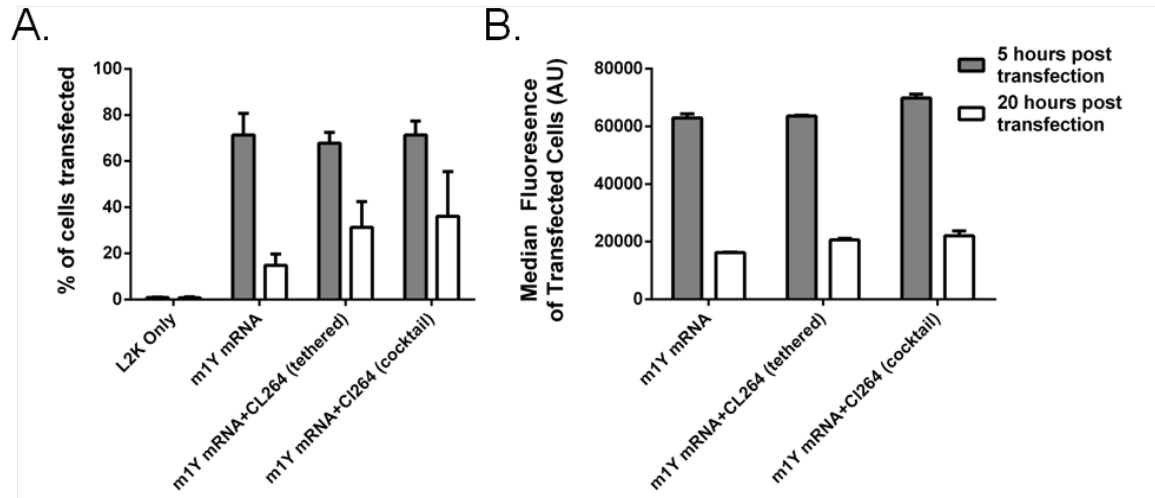 A.
% of cells transfected
100
80
60
40
20
0
L2K Only
m1Y mRNA
m1Y mRNA+CL264 (tethered)
m1Y mRNA+Cl264 (cocktail)
B.
Median Fluoresence
of Transfected Cells (AU)
80000
60000
40000
20000
0
m1Y mRNA
m1Y mRNA+CL264 (tethered)
m1Y mRNA+Cl264 (cocktail)
5 hours post
transfection
20 hours post
transfection